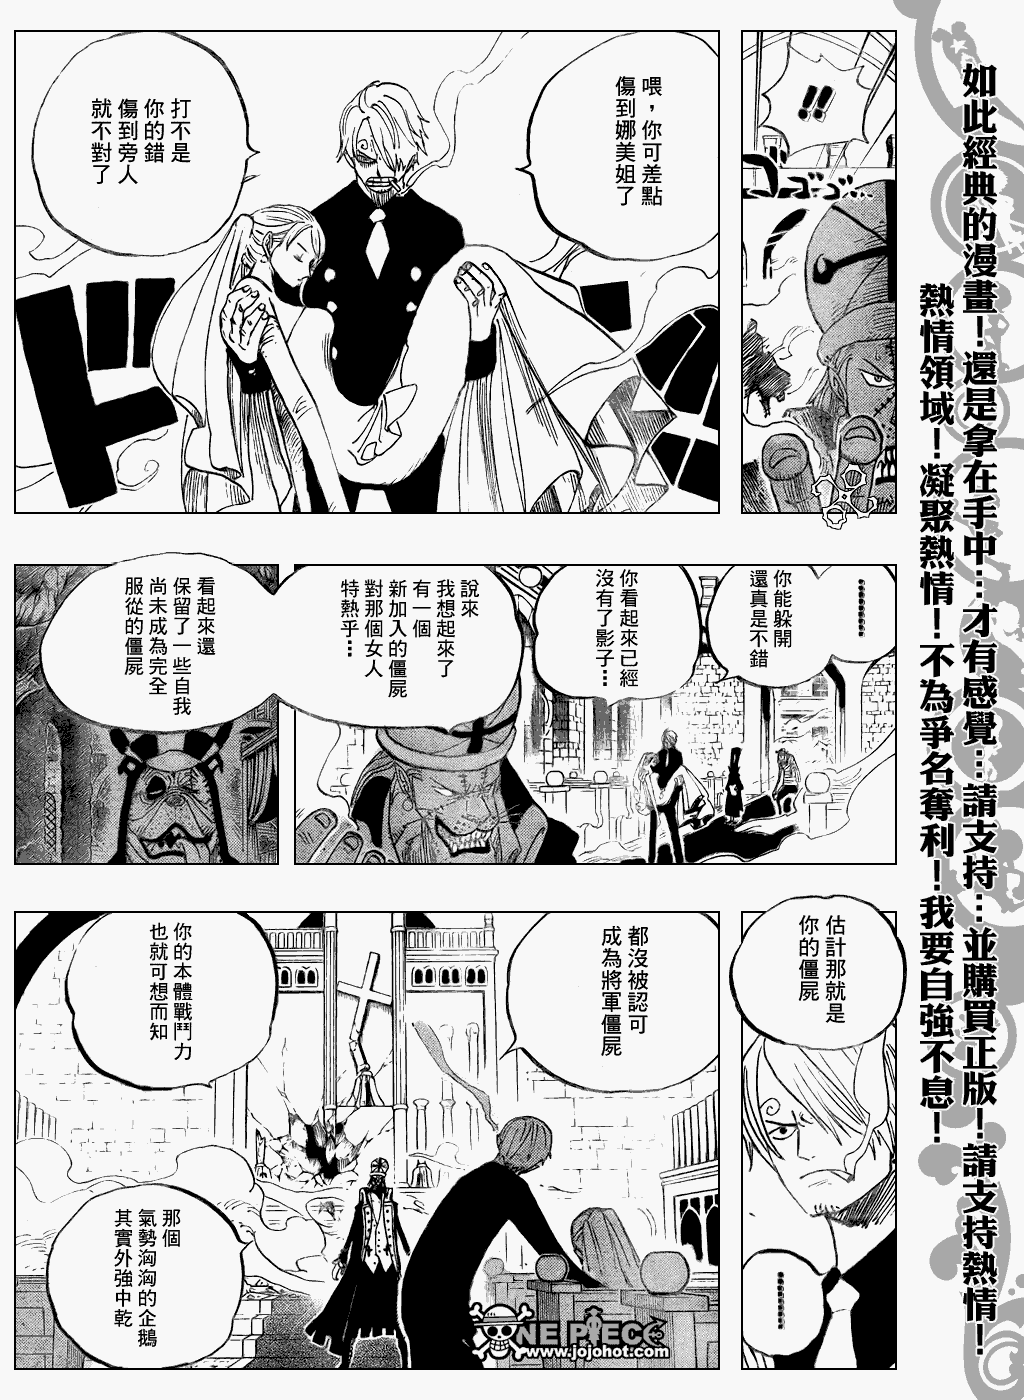 !!
ゴゴゴ
喂，你可差點
傷到娜美姐了
打不是
你的錯
傷到旁人
就不對了
ドン
…………
你能躲開
還真是不錯
你看起來已經
沒有了影子…
說來
我想起來了
有一個
新加入的僵屍
對那個女人
特熱乎…
看起來還
保留了一些自我
尚未成為完全
服從的僵屍
估計那就是
你的僵屍
…………
都沒被認可
成為將軍僵屍
你的本體戰鬥力
也就可想而知
那個
氣勢洶洶的企鵝
其實外強中乾
ONE PIECE
www.jojohot.com
如此經典的漫畫！還是拿在手中…才有感覺…請支持…並購買正版！請支持熱情！
熱情領域！凝聚熱情！不為爭名奪利！我要自強不息！